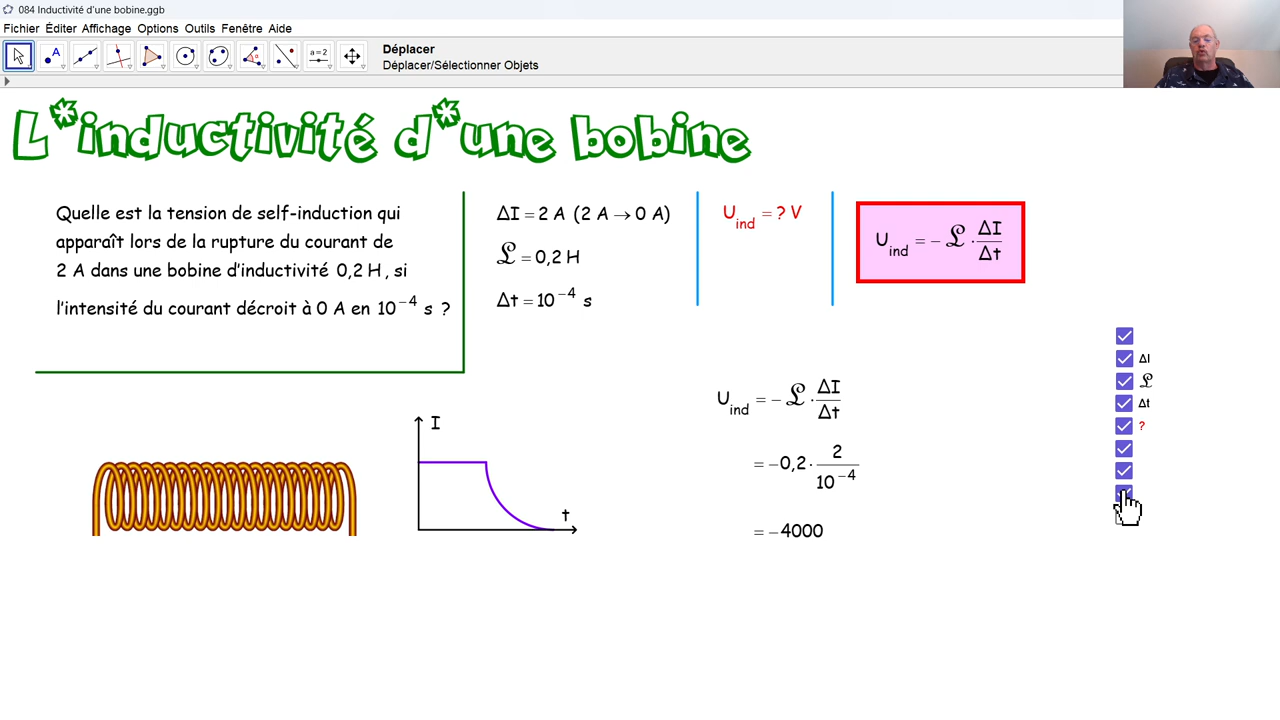 084 Inductivité d'une bobine.ggb
Fichier Éditer Affichage Options Outils Fenêtre Aide
A
a=2
Déplacer
Déplacer/Sélectionner Objets
L*inductivité d*une bobine
Quelle est la tension de self-induction qui
apparaît lors de la rupture du courant de
2 A dans une bobine d'inductivité 0,2 H , si
l'intensité du courant décroit à 0 A en 10⁻⁴ s ?
ΔI = 2 A (2 A → 0 A)
ℒ = 0,2 H
Δt = 10⁻⁴ s
U_ind = ? V
U_ind = − ℒ · ΔI/Δt
ΔI
ℒ
Δt
?
U_ind = − ℒ · ΔI/Δt
= −0,2 · 2/10⁻⁴
= −4000
I
t